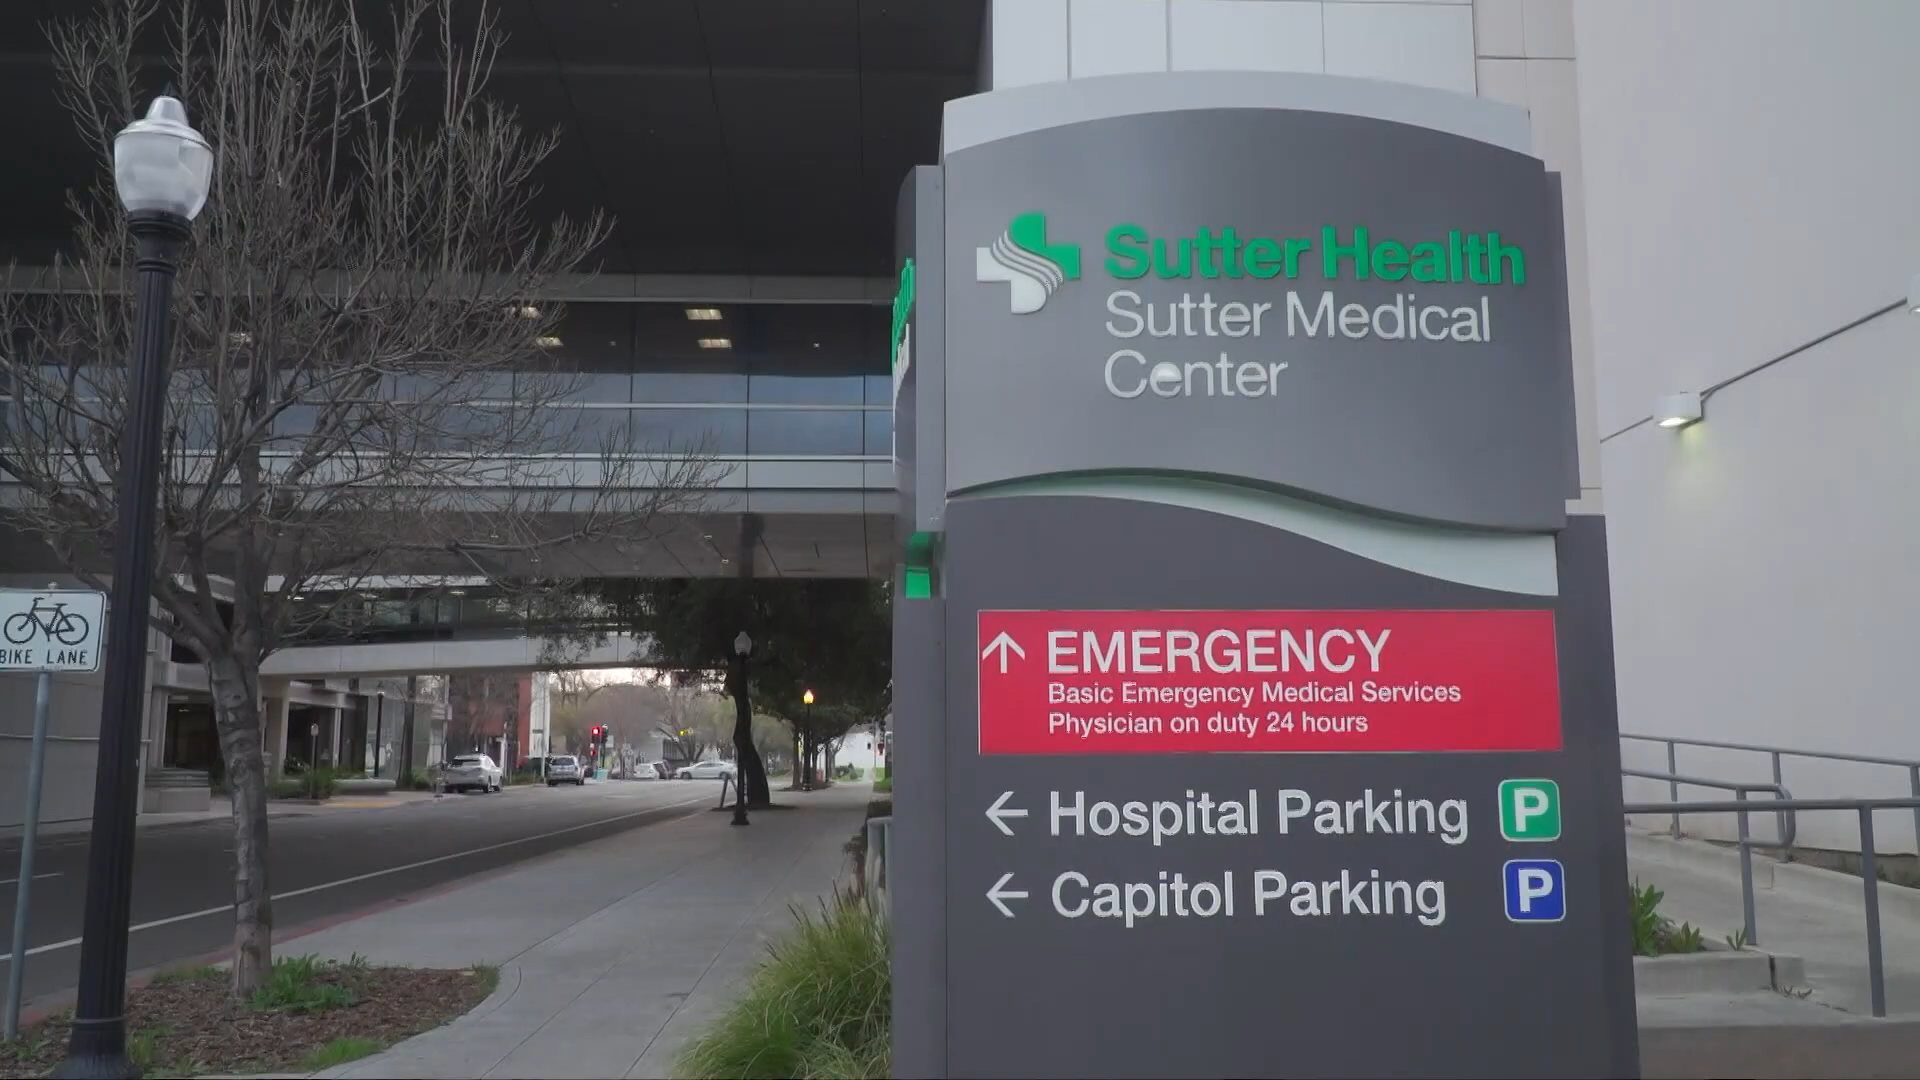 Sutter Health
Sutter Medical
Center
EMERGENCY
Basic Emergency Medical Services
Physician on duty 24 hours
Hospital Parking P
Capitol Parking P
BIKE LANE